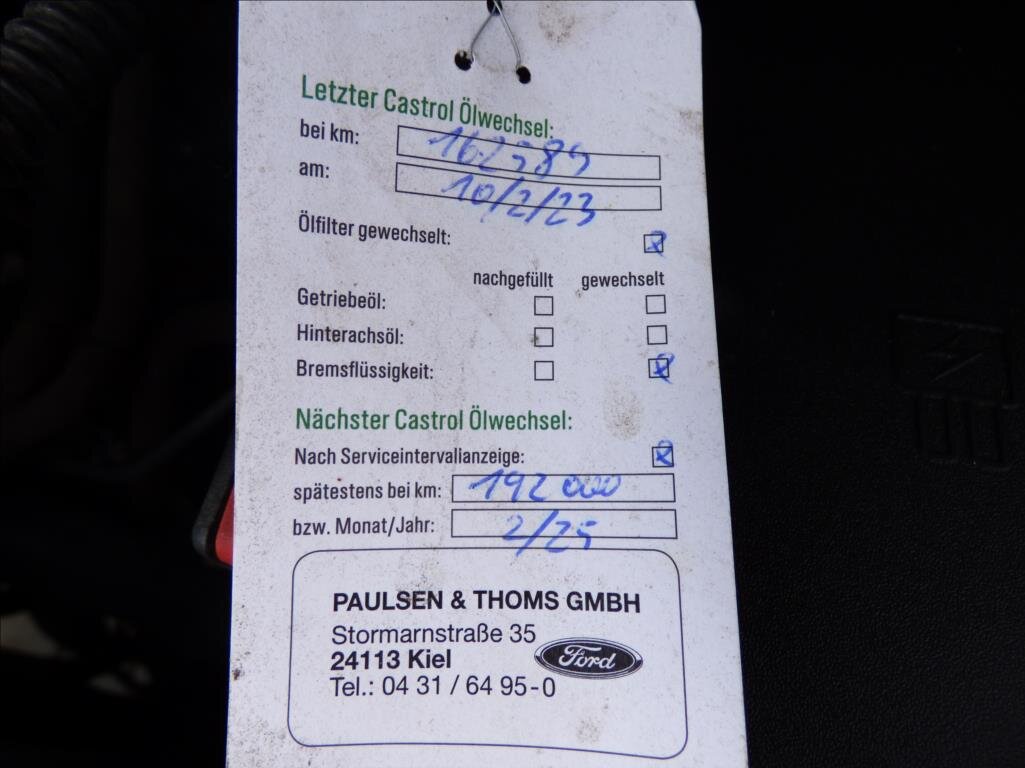 Letzter Castrol Ölwechsel:
bei km: 162585
am: 10/2/23
Ölfilter gewechselt:
nachgefüllt gewechselt
Getriebeöl:
Hinterachsöl:
Bremsflüssigkeit:
Nächster Castrol Ölwechsel:
Nach Serviceintervallanzeige:
spätestens bei km: 192 000
bzw. Monat/Jahr: 2/25
PAULSEN & THOMS GMBH
Stormarnstraße 35
24113 Kiel
Ford
Tel.: 04 31 / 64 95-0